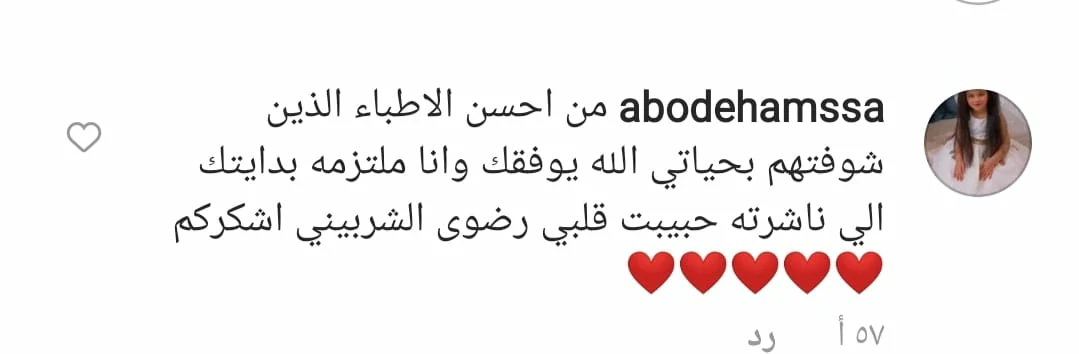 abodehamssa من احسن الاطباء الذين
شوفتهم بحياتي الله يوفقك وانا ملتزمه بدايتك
الي ناشرته حبيبت قلبي رضوى الشربيني اشكركم
❤️❤️❤️❤️❤️
٥٧ أ رد